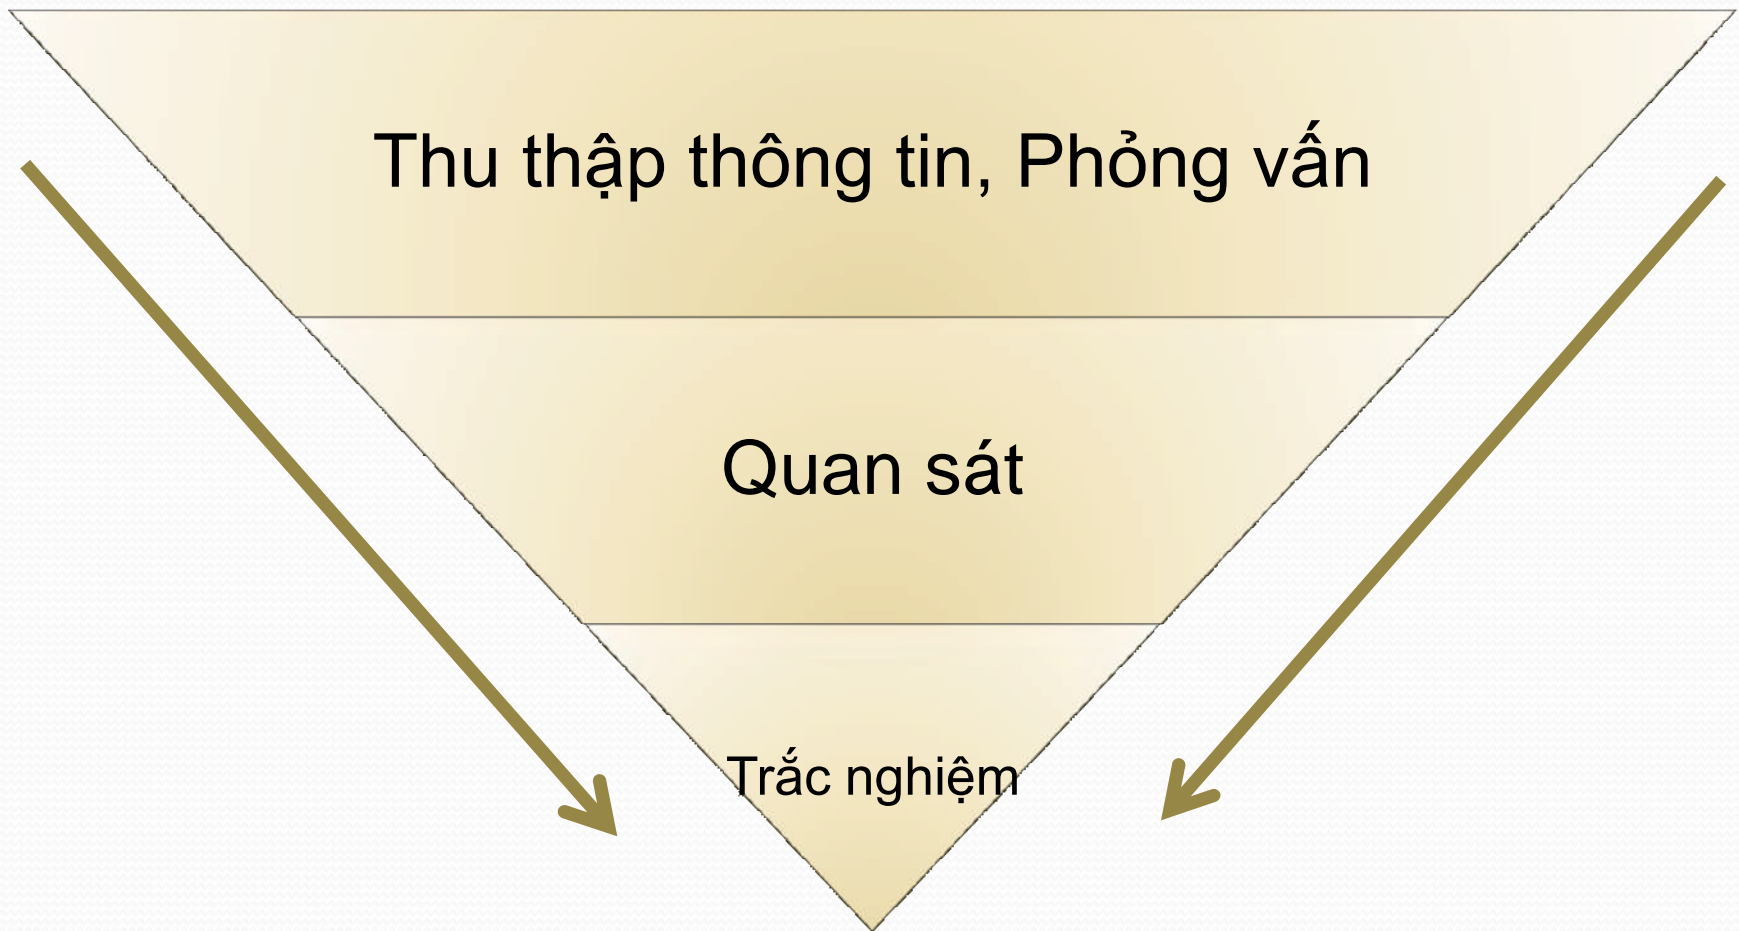 Thu thập thông tin, Phỏng vấn
Quan sát
Trắc nghiệm